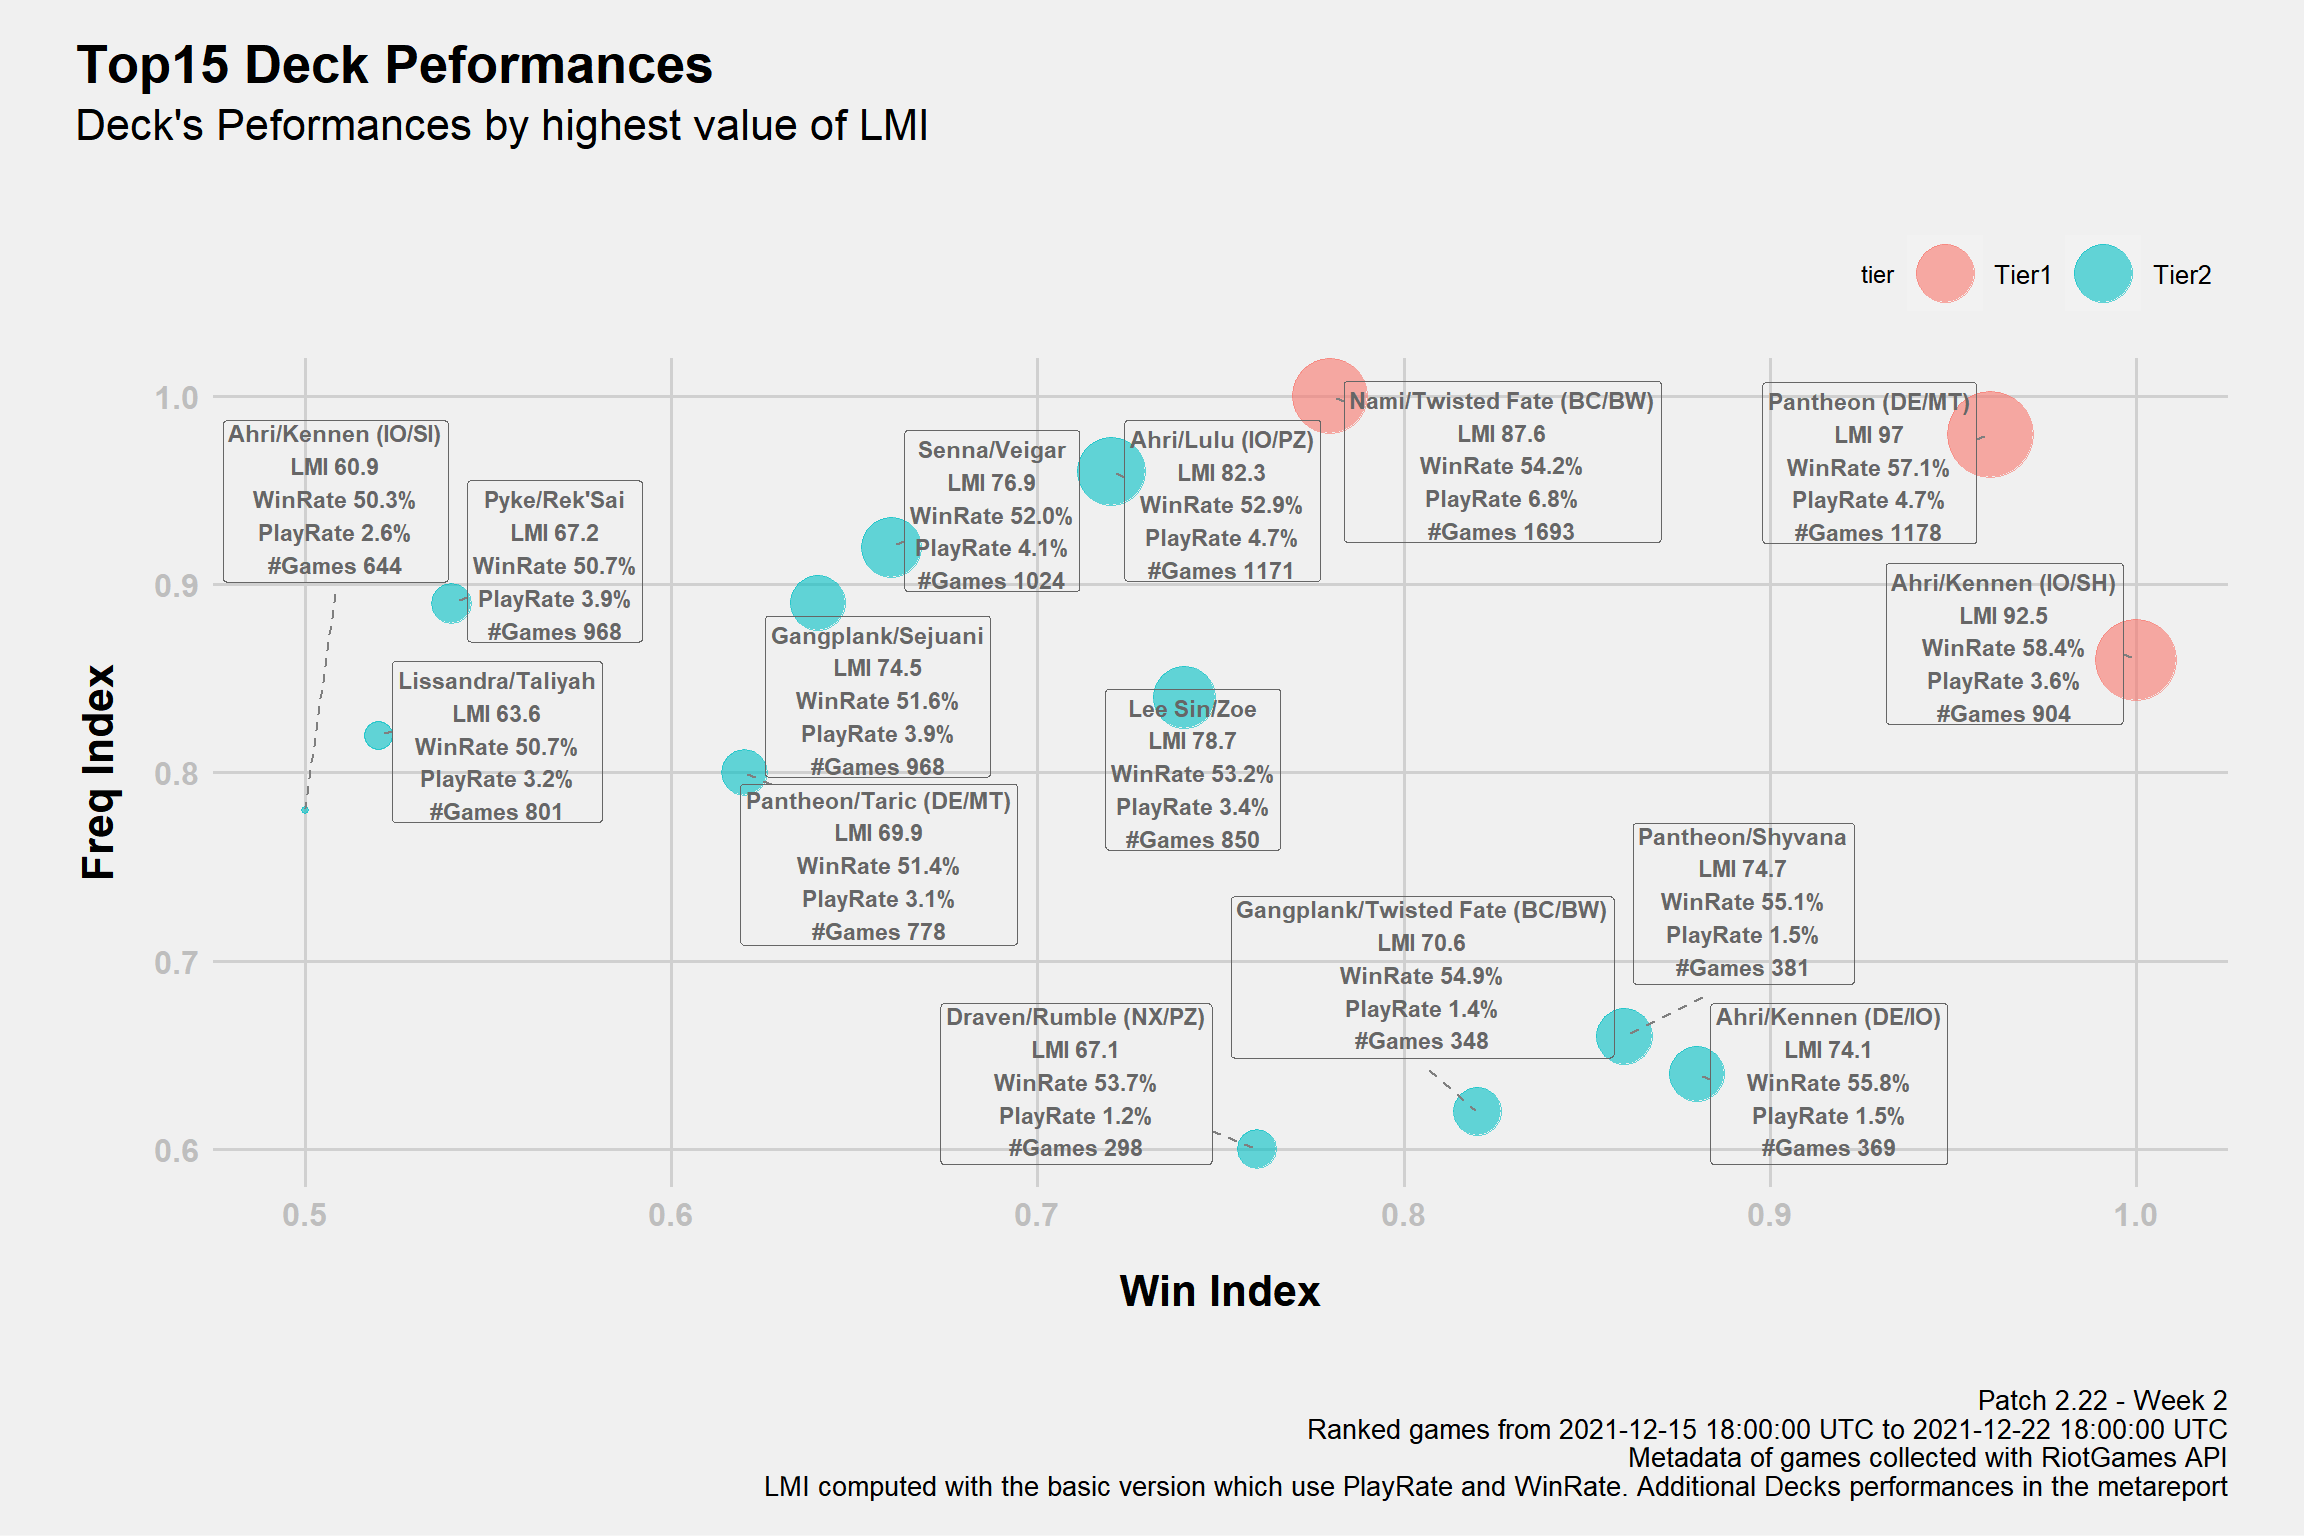 Top15 Deck Peformances
Deck's Peformances by highest value of LMI
tier
Tier1
Tier2
Freq Index
1.0
0.9
0.8
0.7
0.6
Ahri/Kennen (IO/SI)
LMI 60.9
WinRate 50.3%
PlayRate 2.6%
#Games 644
Pyke/Rek'Sai
LMI 67.2
WinRate 50.7%
PlayRate 3.9%
#Games 968
Lissandra/Taliyah
LMI 63.6
WinRate 50.7%
PlayRate 3.2%
#Games 801
Senna/Veigar
LMI 76.9
WinRate 52.0%
PlayRate 4.1%
#Games 1024
Ahri/Lulu (IO/PZ)
LMI 82.3
WinRate 52.9%
PlayRate 4.7%
#Games 1171
Nami/Twisted Fate (BC/BW)
LMI 87.6
WinRate 54.2%
PlayRate 6.8%
#Games 1693
Pantheon (DE/MT)
LMI 97
WinRate 57.1%
PlayRate 4.7%
#Games 1178
Ahri/Kennen (IO/SH)
LMI 92.5
WinRate 58.4%
PlayRate 3.6%
#Games 904
Gangplank/Sejuani
LMI 74.5
WinRate 51.6%
PlayRate 3.9%
#Games 968
Lee Sin/Zoe
LMI 78.7
WinRate 53.2%
PlayRate 3.4%
#Games 850
Pantheon/Taric (DE/MT)
LMI 69.9
WinRate 51.4%
PlayRate 3.1%
#Games 778
Pantheon/Shyvana
LMI 74.7
WinRate 55.1%
PlayRate 1.5%
#Games 381
Gangplank/Twisted Fate (BC/BW)
LMI 70.6
WinRate 54.9%
PlayRate 1.4%
#Games 348
Draven/Rumble (NX/PZ)
LMI 67.1
WinRate 53.7%
PlayRate 1.2%
#Games 298
Ahri/Kennen (DE/IO)
LMI 74.1
WinRate 55.8%
PlayRate 1.5%
#Games 369
0.5
0.6
0.7
0.8
0.9
1.0
Win Index
Patch 2.22 - Week 2
Ranked games from 2021-12-15 18:00:00 UTC to 2021-12-22 18:00:00 UTC
Metadata of games collected with RiotGames API
LMI computed with the basic version which use PlayRate and WinRate. Additional Decks performances in the metareport